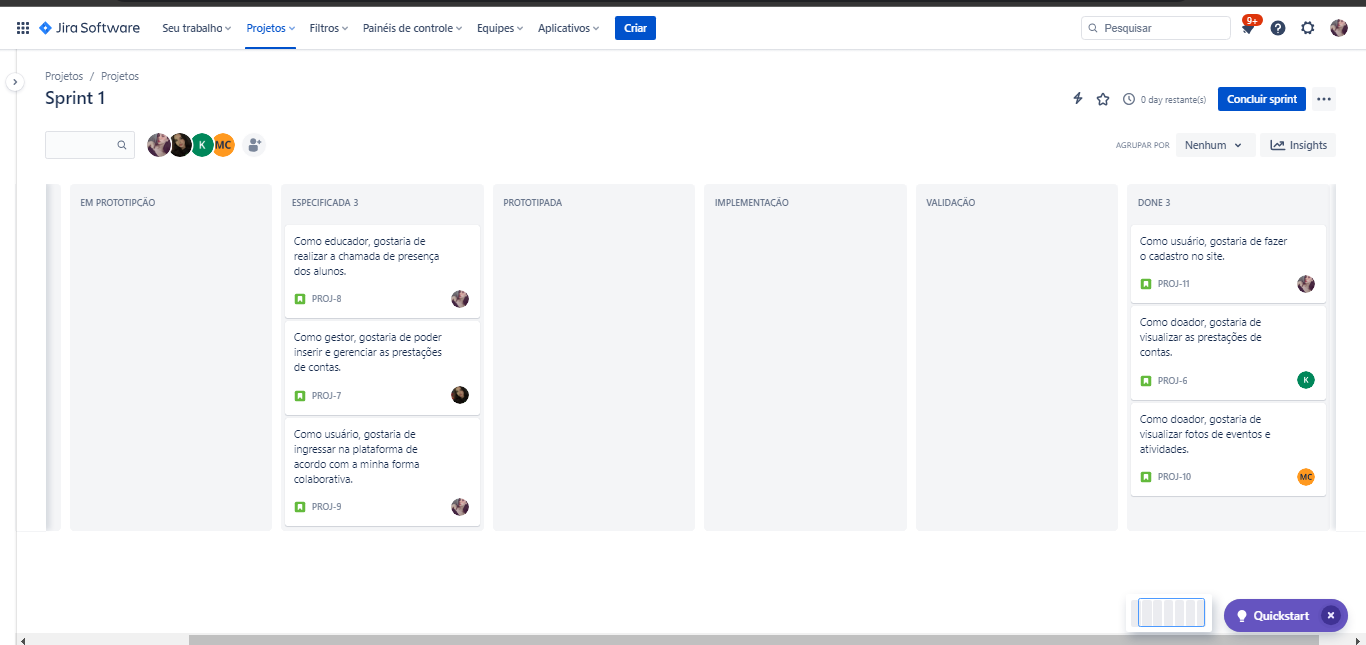 Jira Software Seu trabalho Projetos Filtros Painéis de controle Equipes Aplicativos Criar Pesquisar 9+
Projetos / Projetos
Sprint 1
0 day restante(s) Concluir sprint
K MC
AGRUPAR POR Nenhum Insights
EM PROTOTIPÇÃO
ESPECIFICADA 3
Como educador, gostaria de
realizar a chamada de presença
dos alunos.
PROJ-8
Como gestor, gostaria de poder
inserir e gerenciar as prestações
de contas.
PROJ-7
Como usuário, gostaria de
ingressar na plataforma de
acordo com a minha forma
colaborativa.
PROJ-9
PROTOTIPADA
IMPLEMENTAÇÃO
VALIDAÇÃO
DONE 3
Como usuário, gostaria de fazer
o cadastro no site.
PROJ-11
Como doador, gostaria de
visualizar as prestações de
contas.
PROJ-6 K
Como doador, gostaria de
visualizar fotos de eventos e
atividades.
PROJ-10 MC
Quickstart